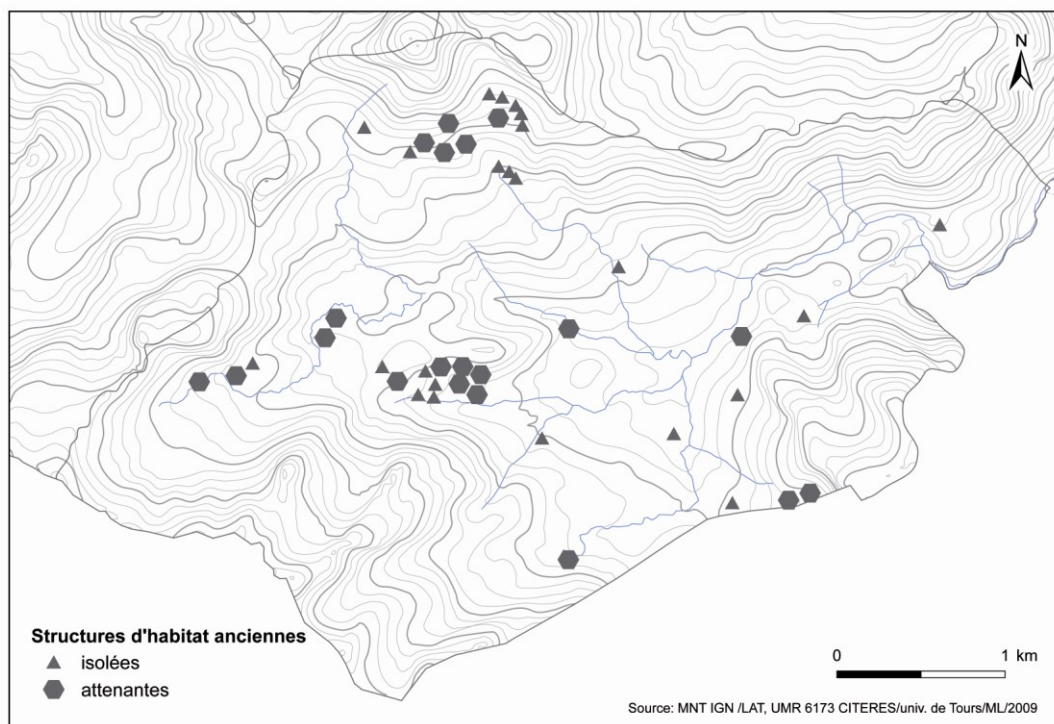 N
Structures d'habitat anciennes
isolées
attenantes
0 1 km
Source: MNT IGN /LAT, UMR 6173 CITERES/univ. de Tours/ML/2009